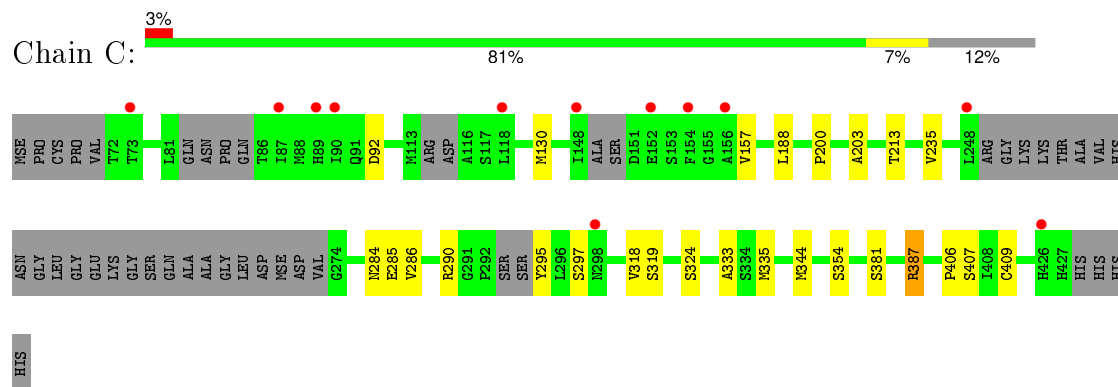 3%
Chain C:
81% 7% 12%
MSE PRO CYS PRO VAL T72 T73 L81 GLN ASN PRO GLN T86 I87 M88 H89 I90 Q91 D92 M113 ARG ASP A116 S117 L118 M130 I148 ALA SER D151 E152 S153 F154 G155 A156 V157 L188 P200 A203 T213 V235 L248 ARG GLY LYS LYS THR ALA VAL HIS
ASN GLY LEU GLY GLY GLU LYS GLY SER GLN ALA ALA GLY LEU ASP MSE ASP VAL G274 N284 E285 V286 R290 G291 P292 SER SER Y295 L296 S297 N298 V318 S319 S324 A333 S334 M335 M344 S354 S381 R387 P406 S407 I408 C409 H426 H427 HIS HIS HIS
HIS